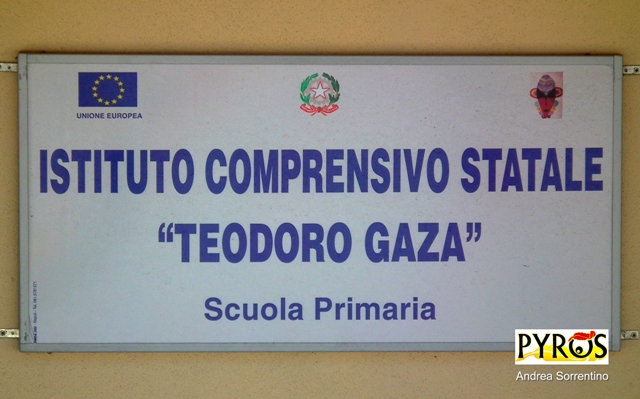 UNIONE EUROPEA
ISTITUTO COMPRENSIVO STATALE
"TEODORO GAZA"
Scuola Primaria
PYROS
Andrea Sorrentino